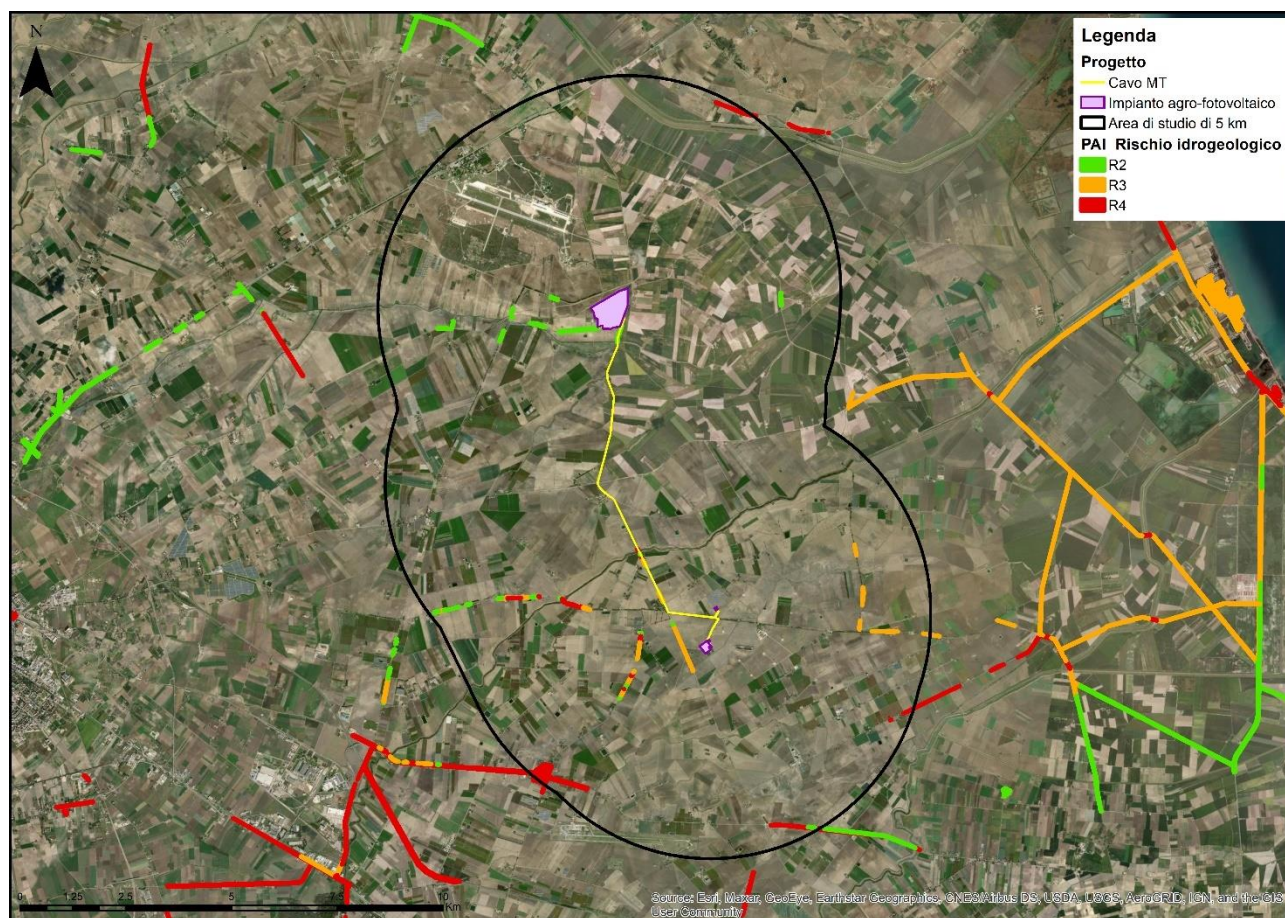 N
Legenda
Progetto
Cavo MT
Impianto agro-fotovoltaico
Area di studio di 5 km
PAI Rischio idrogeologico
R2
R3
R4
0 1.25 2.5 5 7.5 10
Km
Source: Esri, Maxar, GeoEye, Earthstar Geographics, CNES/Airbus DS, USDA, USGS, AeroGRID, IGN, and the GIS
User Community